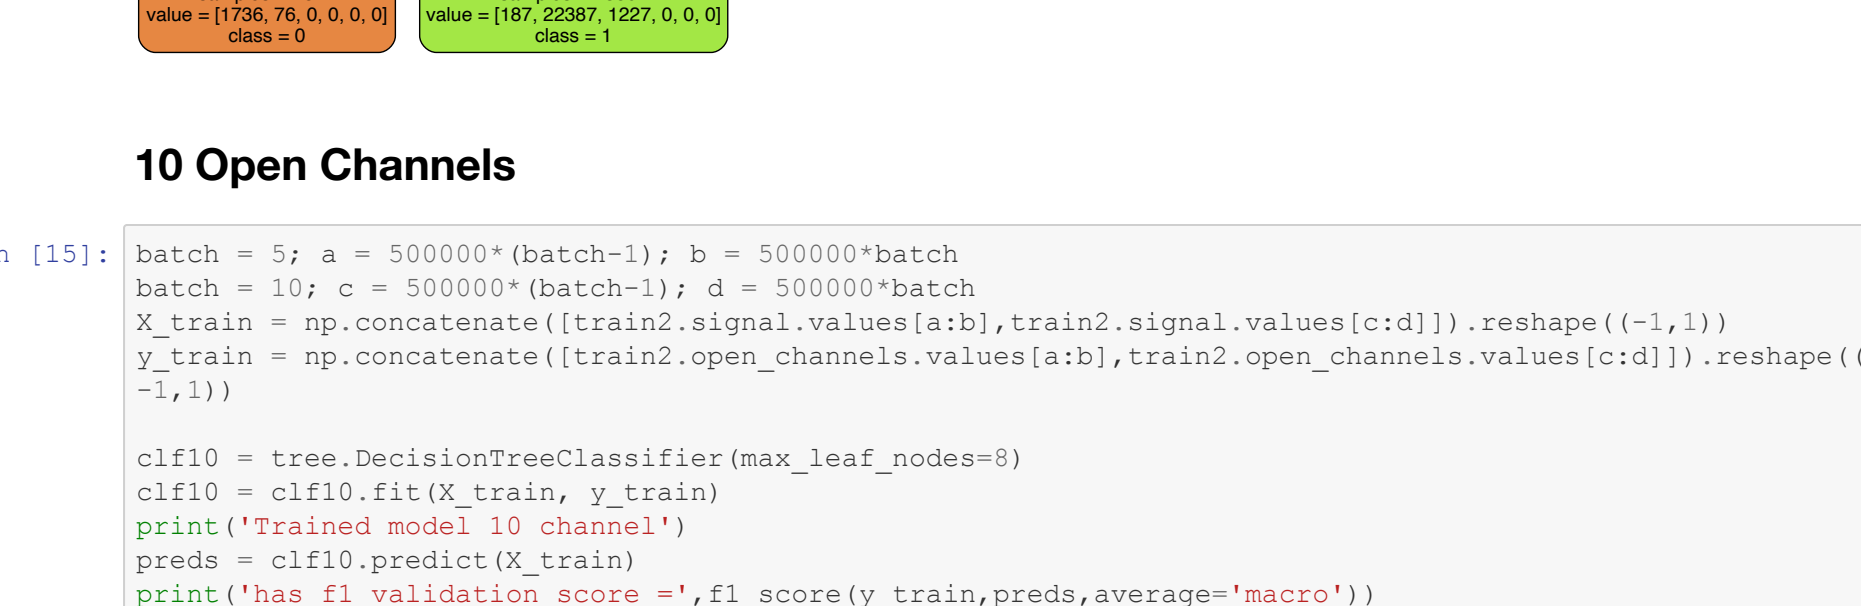 value = [1736, 76, 0, 0, 0, 0]
class = 0
value = [187, 22387, 1227, 0, 0, 0]
class = 1
10 Open Channels
[15]:
batch = 5; a = 500000*(batch-1); b = 500000*batch
batch = 10; c = 500000*(batch-1); d = 500000*batch
X_train = np.concatenate([train2.signal.values[a:b],train2.signal.values[c:d]]).reshape((-1,1))
y_train = np.concatenate([train2.open_channels.values[a:b],train2.open_channels.values[c:d]]).reshape((
-1,1))
clf10 = tree.DecisionTreeClassifier(max_leaf_nodes=8)
clf10 = clf10.fit(X_train, y_train)
print('Trained model 10 channel')
preds = clf10.predict(X_train)
print('has f1 validation score =',f1_score(y_train,preds,average='macro'))